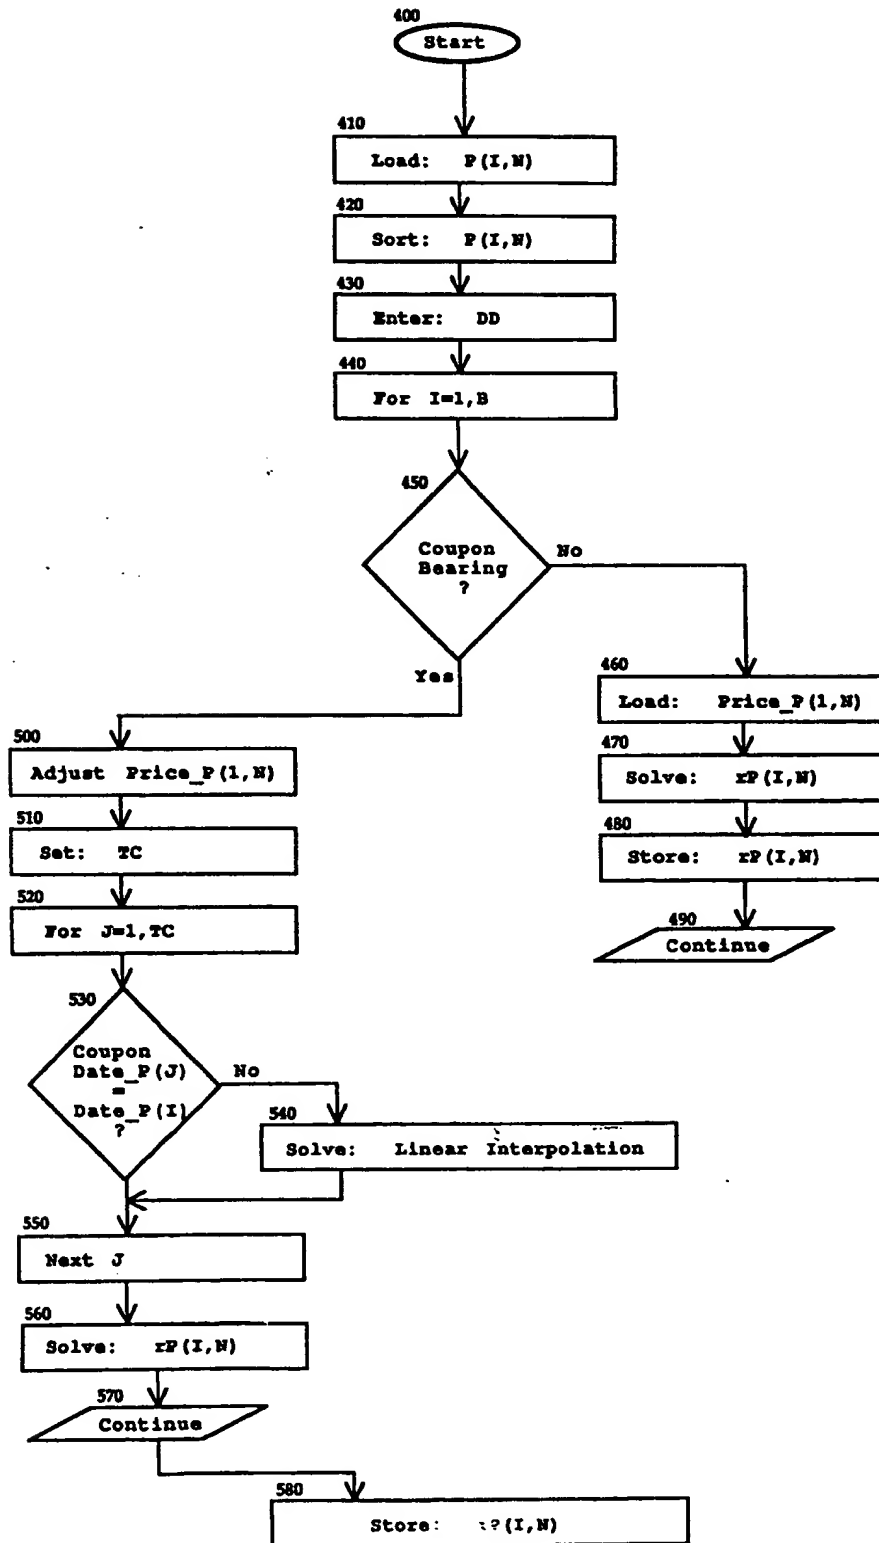 400
Start
410
Load: P(I,N)
420
Sort: P(I,N)
430
Enter: DD
440
For I=1,B
450
Coupon
Bearing
?
No
Yes
460
Load: Price_P(1,N)
470
Solve: rP(I,N)
480
Store: rP(I,N)
490
Continue
500
Adjust Price_P(1,N)
510
Set: TC
520
For J=1,TC
530
Coupon
Date_P(J)
=
Date_P(I)
?
No
540
Solve: Linear Interpolation
550
Next J
560
Solve: rP(I,N)
570
Continue
580
Store: (I,N)